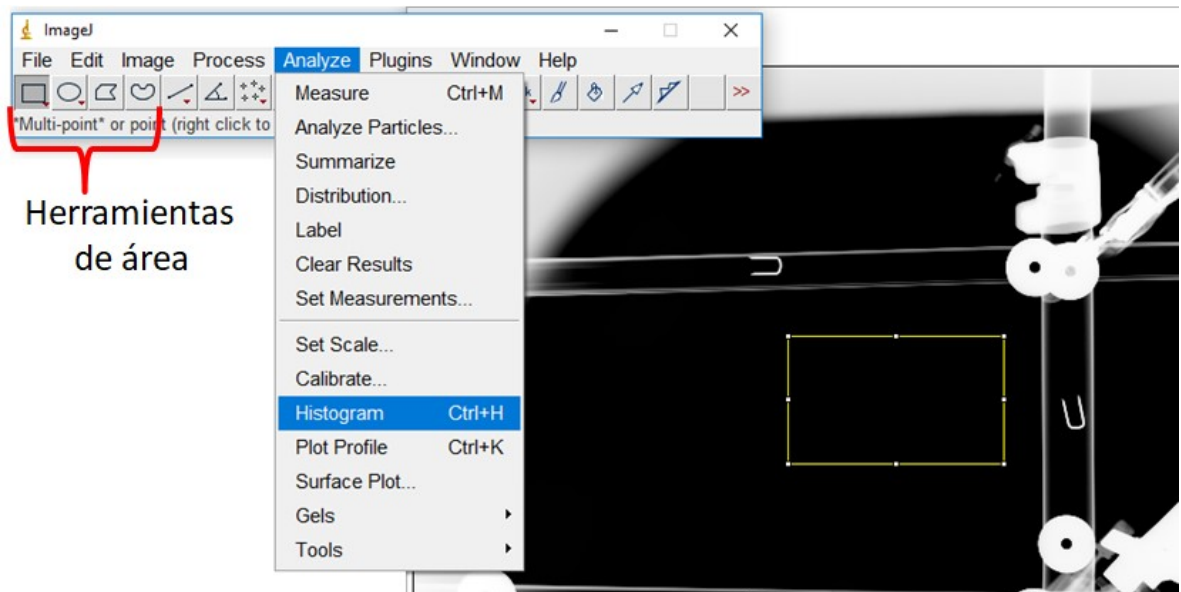 ImageJ
File Edit Image Process Analyze Plugins Window Help
>>
*Multi-point* or point (right click to
Measure Ctrl+M
Analyze Particles...
Summarize
Distribution...
Label
Clear Results
Set Measurements...
Set Scale...
Calibrate...
Histogram Ctrl+H
Plot Profile Ctrl+K
Surface Plot...
Gels
Tools
Herramientas
de área